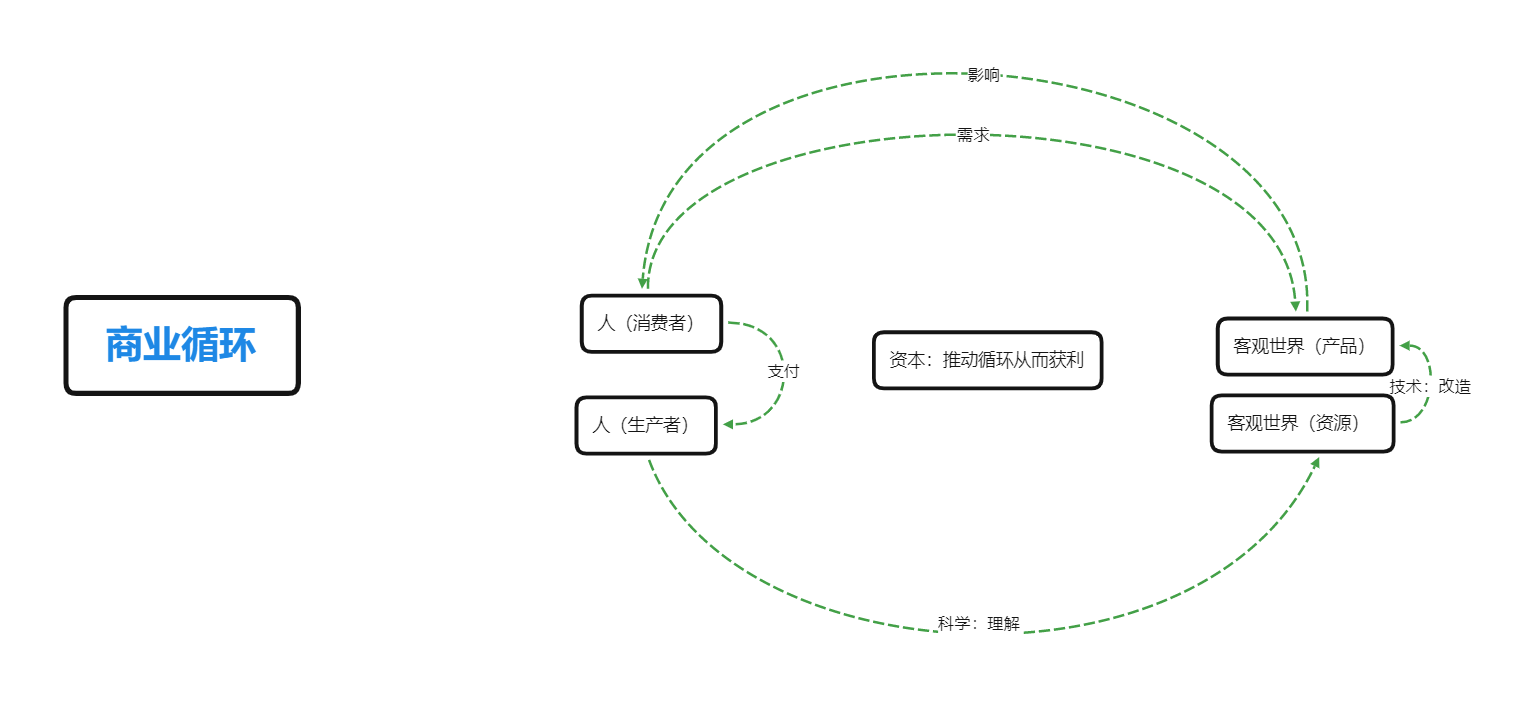 影响
需求
商业循环
人（消费者）
支付
人（生产者）
资本：推动循环从而获利
客观世界（产品）
技术：改造
客观世界（资源）
科学：理解